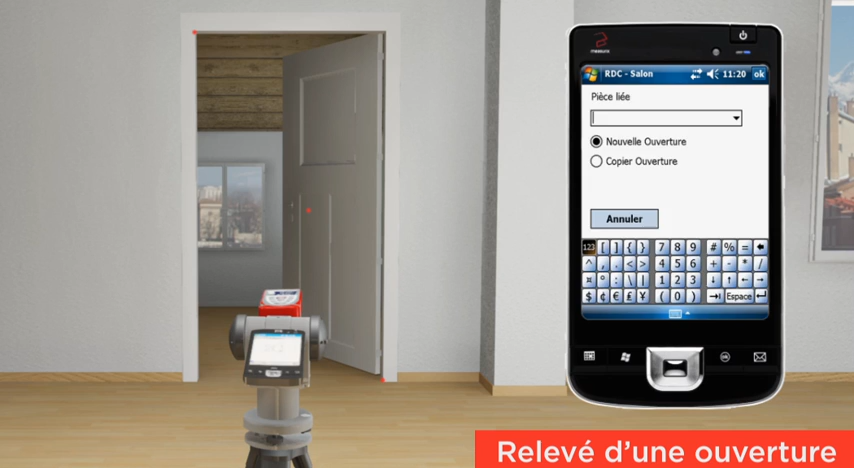 RDC - Salon 11:20 ok
Pièce liée
Nouvelle Ouverture
Copier Ouverture
Annuler
123 [ ] { } 7 8 9 # % =
^ , . < > 4 5 6 + - * /
¤ ° : \ | 1 2 3
$ ¢ € £ ¥ ( 0 ) Espace
ok
Relevé d'une ouverture